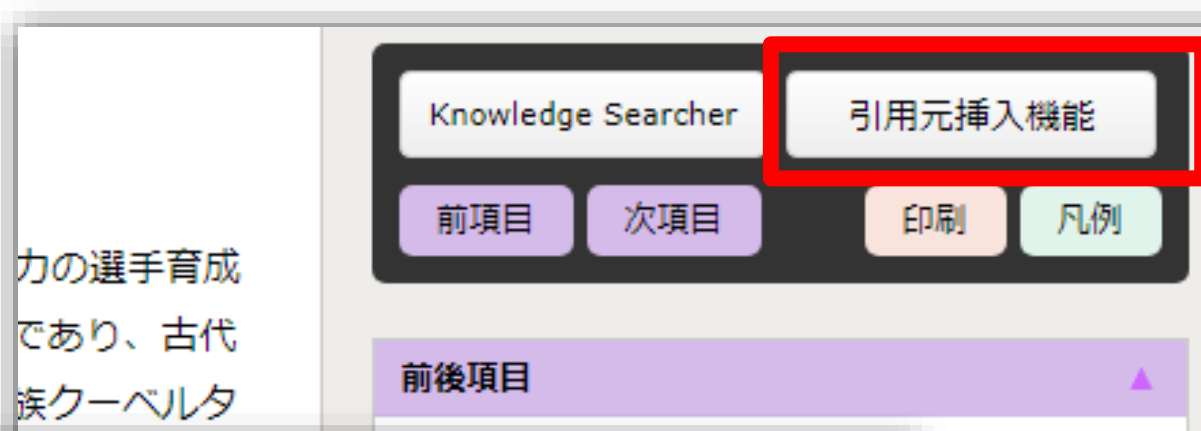 Knowledge Searcher 引用元挿入機能
前項目 次項目 印刷 凡例
力の選手育成
であり、古代
族クーベルタ
前後項目 ▲